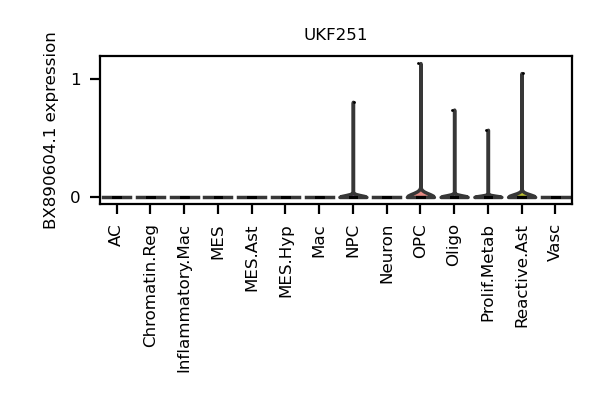 UKF251
BX890604.1 expression
1
0
AC
Chromatin.Reg
Inflammatory.Mac
MES
MES.Ast
MES.Hyp
Mac
NPC
Neuron
OPC
Oligo
Prolif.Metab
Reactive.Ast
Vasc